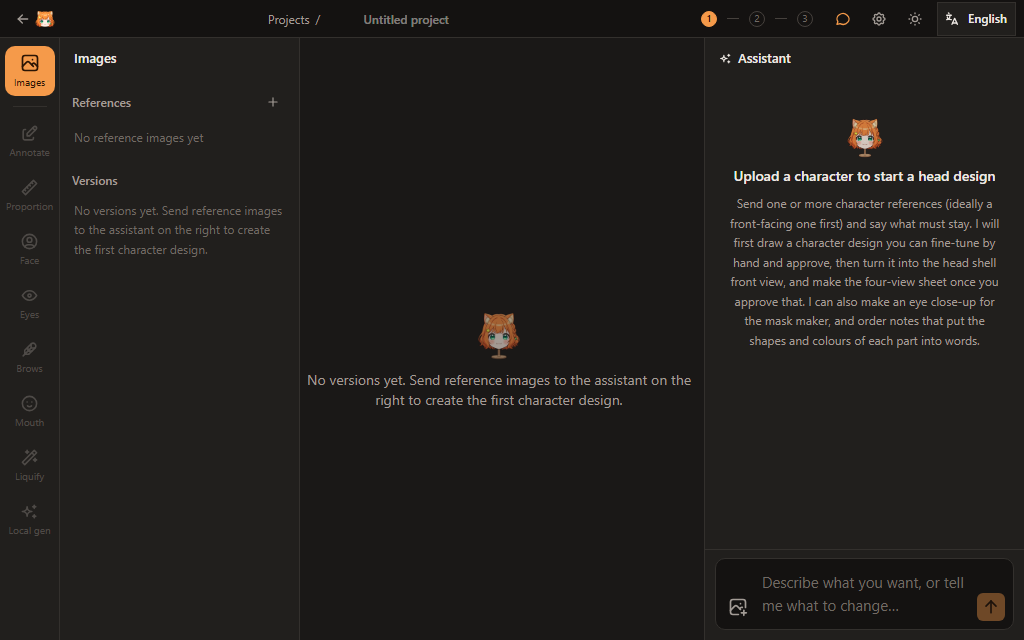 Projects /
Untitled project
1
2
3
English
Images
Annotate
Proportion
Face
Eyes
Brows
Mouth
Liquify
Local gen
Images
References
No reference images yet
Versions
No versions yet. Send reference images
to the assistant on the right to create
the first character design.
No versions yet. Send reference images to the assistant on the
right to create the first character design.
Assistant
Upload a character to start a head design
Send one or more character references (ideally a
front-facing one first) and say what must stay. I will
first draw a character design you can fine-tune by
hand and approve, then turn it into the head shell
front view, and make the four-view sheet once you
approve that. I can also make an eye close-up for
the mask maker, and order notes that put the
shapes and colours of each part into words.
Describe what you want, or tell
me what to change...